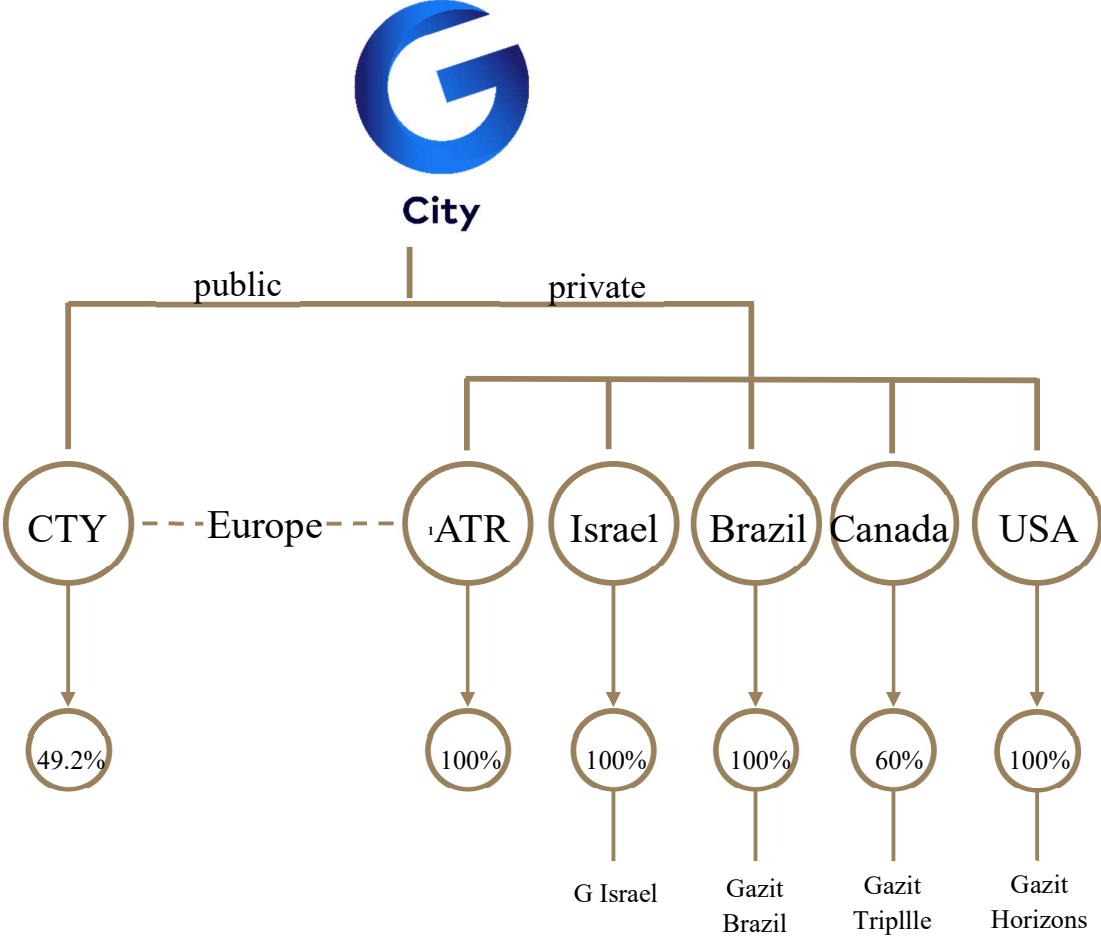 City
public
private
CTY
Europe
¹ATR
Israel
Brazil
Canada
USA
49.2%
100%
100%
100%
60%
100%
G Israel
Gazit
Brazil
Gazit
Tripllle
Gazit
Horizons